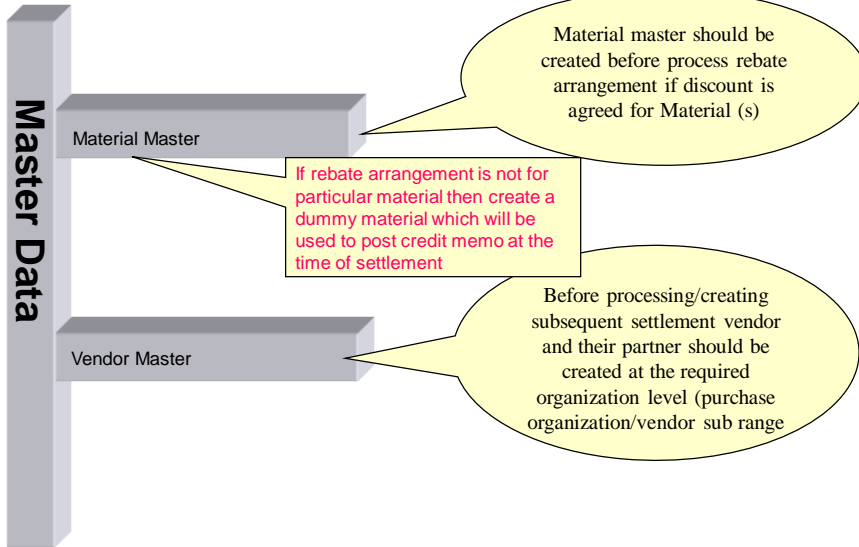 Master Data
Material Master
Material master should be
created before process rebate
arrangement if discount is
agreed for Material (s)
If rebate arrangement is not for
particular material then create a
dummy material which will be
used to post credit memo at the
time of settlement
Vendor Master
Before processing/creating
subsequent settlement vendor
and their partner should be
created at the required
organization level (purchase
organization/vendor sub range